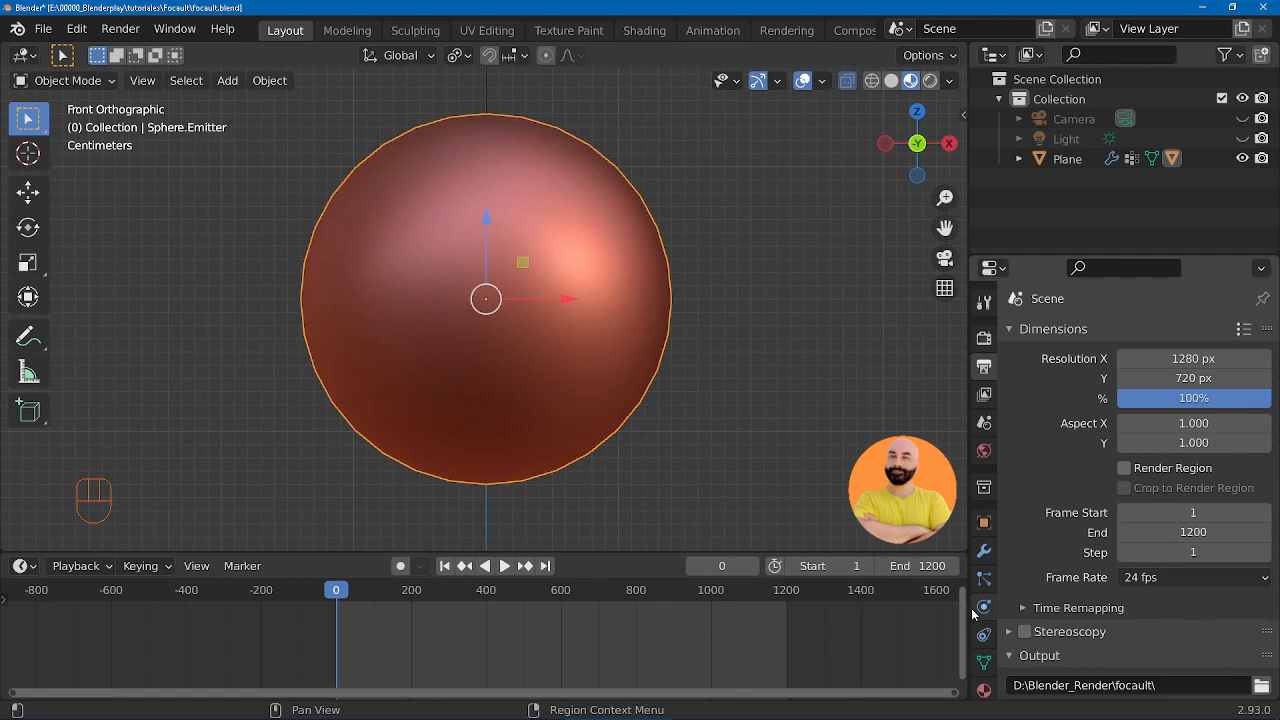 Blender* [E:\00000_Blenderplay\tutoriales\Focault\focault.blend]
File Edit Render Window Help Layout Modeling Sculpting UV Editing Texture Paint Shading Animation Rendering Compos Scene View Layer
Global Options
Object Mode View Select Add Object
Front Orthographic
(0) Collection | Sphere.Emitter
Centimeters
Z
-Y
X
Scene Collection
Collection
Camera
Light
Plane
Scene
Dimensions
Resolution X 1280 px
Y 720 px
% 100%
Aspect X 1.000
Y 1.000
Render Region
Crop to Render Region
Frame Start 1
End 1200
Step 1
Frame Rate 24 fps
Time Remapping
Stereoscopy
Output
D:\Blender_Render\focault\
Playback Keying View Marker 0 Start 1 End 1200
-800 -600 -400 -200 0 200 400 600 800 1000 1200 1400 1600
Pan View Region Context Menu 2.93.0